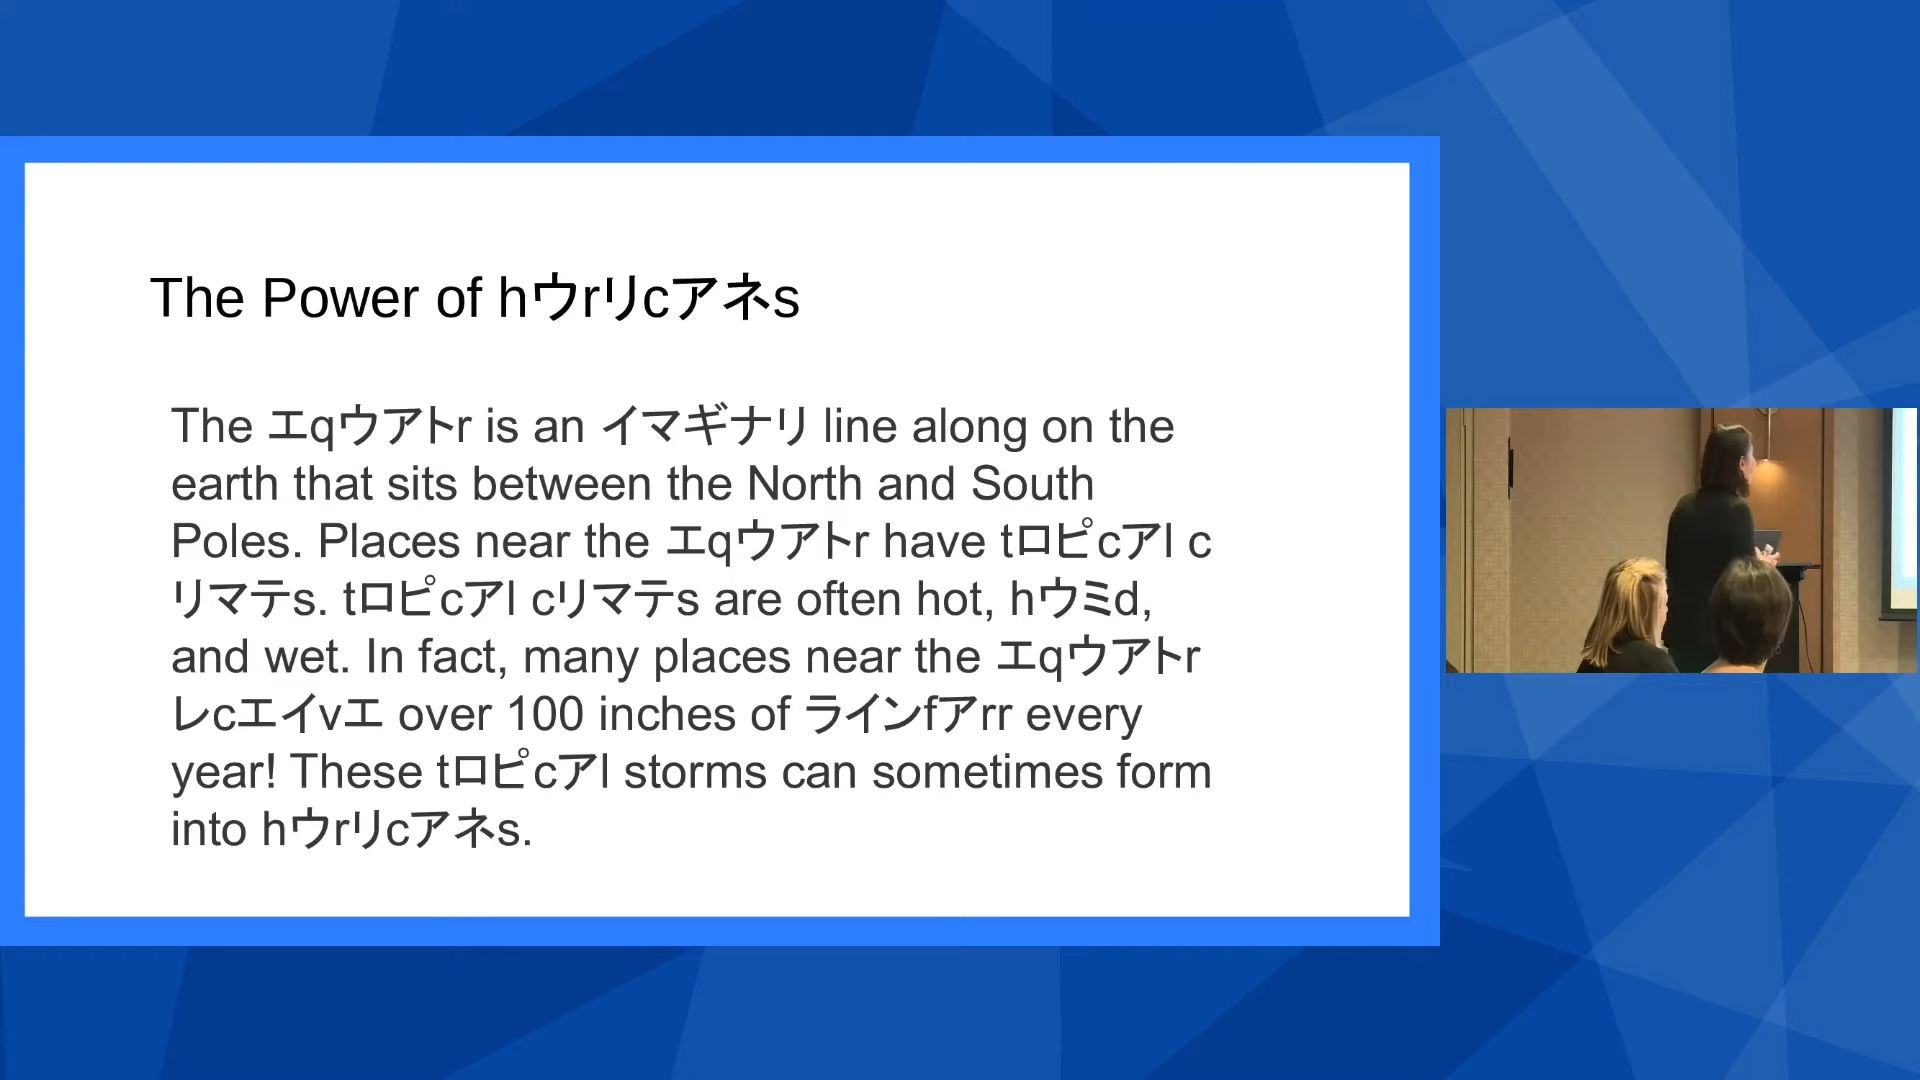 The Power of hウrリcアネs
The エqウアトr is an イマギナリ line along on the
earth that sits between the North and South
Poles. Places near the エqウアトr have tロピcアl c
リマテs. tロピcアl cリマテs are often hot, hウミd,
and wet. In fact, many places near the エqウアトr
レcエイvエ over 100 inches of ラインfアrr every
year! These tロピcアl storms can sometimes form
into hウrリcアネs.